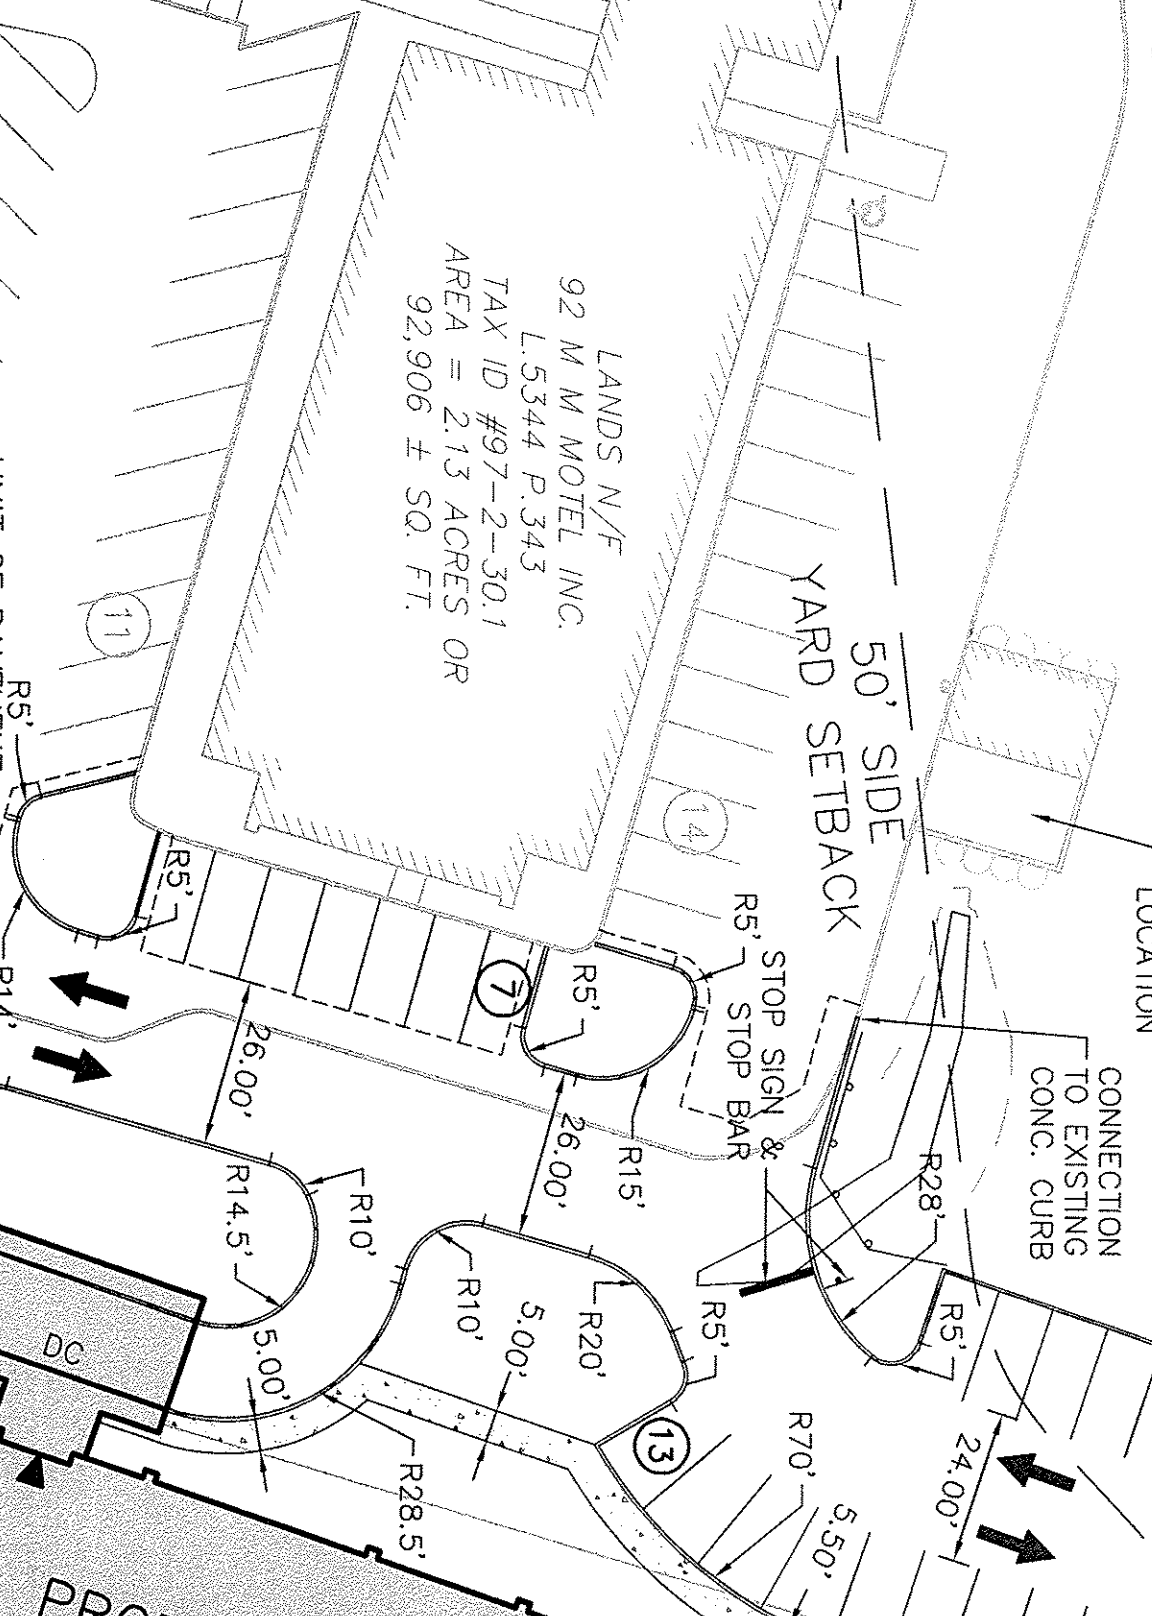 LANDS N/F
92 M M MOTEL INC.
L.5344 P.343
TAX ID #97-2-30.1
AREA = 2.13 ACRES OR
92,906 ± SQ. FT.
50' SIDE
YARD SETBACK
LOCATION
CONNECTION
TO EXISTING
CONC. CURB
STOP SIGN &
STOP BAR
11
14
7
13
R5'
R5'
R5'
R5'
R15'
R28'
R5'
R5'
26.00'
26.00'
R14.5'
R10'
R10'
R20'
5.00'
5.00'
R28.5'
R70'
5.50'
24.00'
DC